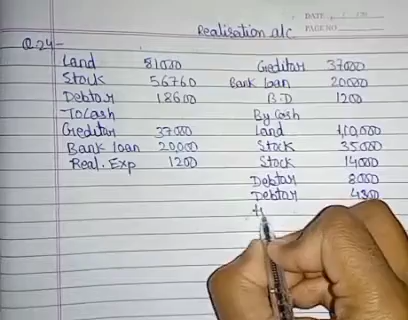 DATE
PAGE NO.
Realisation a/c
Q.24-
Land 81000
Stock 56760
Debtor 18600
To Cash
Creditor 37000
Bank loan 20,000
Real. Exp 1200
Creditor 37000
Bank loan 20000
B.D 1200
By Cash
Land 1,10,000
Stock 35000
Stock 14000
Debtor 8000
Debtor